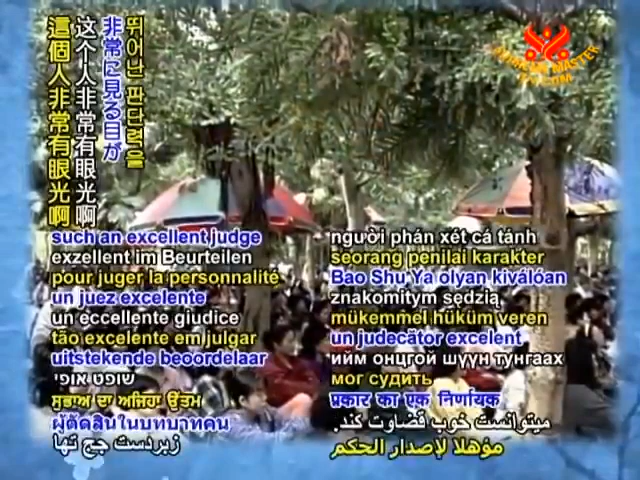 這個人非常有眼光啊
这个人非常有眼光啊
非常に見る目が
뛰어난 판단력을
SUPREME MASTER
TV.COM
such an excellent judge
exzellent im Beurteilen
pour juger la personnalité
un juez excelente
un eccellente giudice
tão excelente em julgar
uitstekende beoordelaar
שופט אופי
ਸੁਭਾਅ ਦਾ ਅਜਿਹਾ ਉੱਤਮ
ผู้ตัดสินในบทบาทคน
زبردست جج تھا
người phán xét cá tánh
seorang penilai karakter
Bao Shu Ya olyan kiválóan
znakomitym sędzią
mükemmel hüküm veren
un judecător excelent
ийм онцгой шүүн тунгаах
мог судить
प्रकार का एक निर्णायक
میتوانست خوب قضاوت کند.
مؤهلا لإصدار الحكم